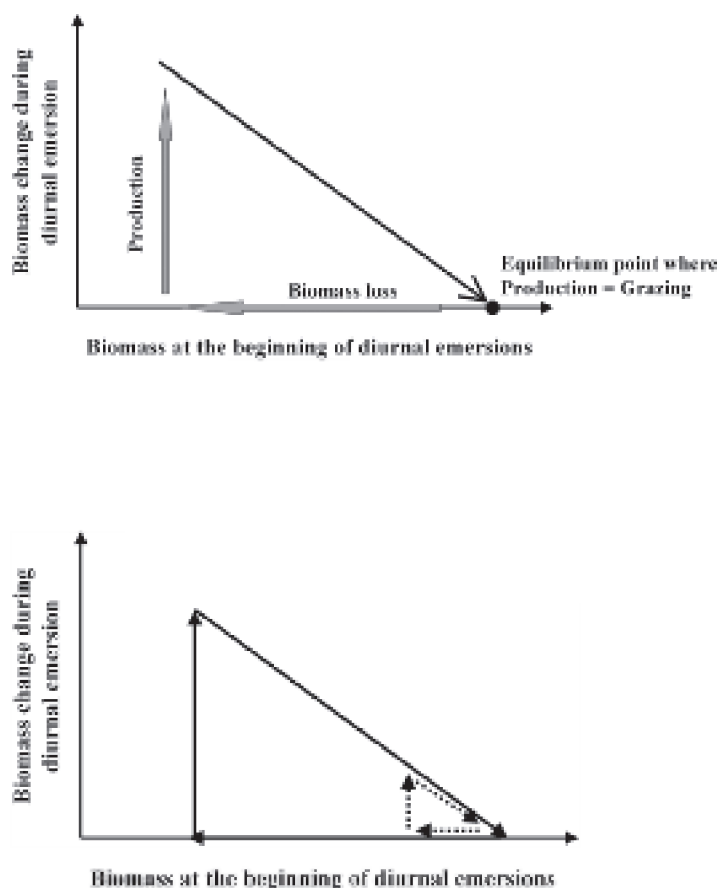 Biomass change during
diurnal emersion
Production
Biomass loss
Equilibrium point where
Production = Grazing
Biomass at the beginning of diurnal emersions
Biomass change during
diurnal emersion
Biomass at the beginning of diurnal emersions